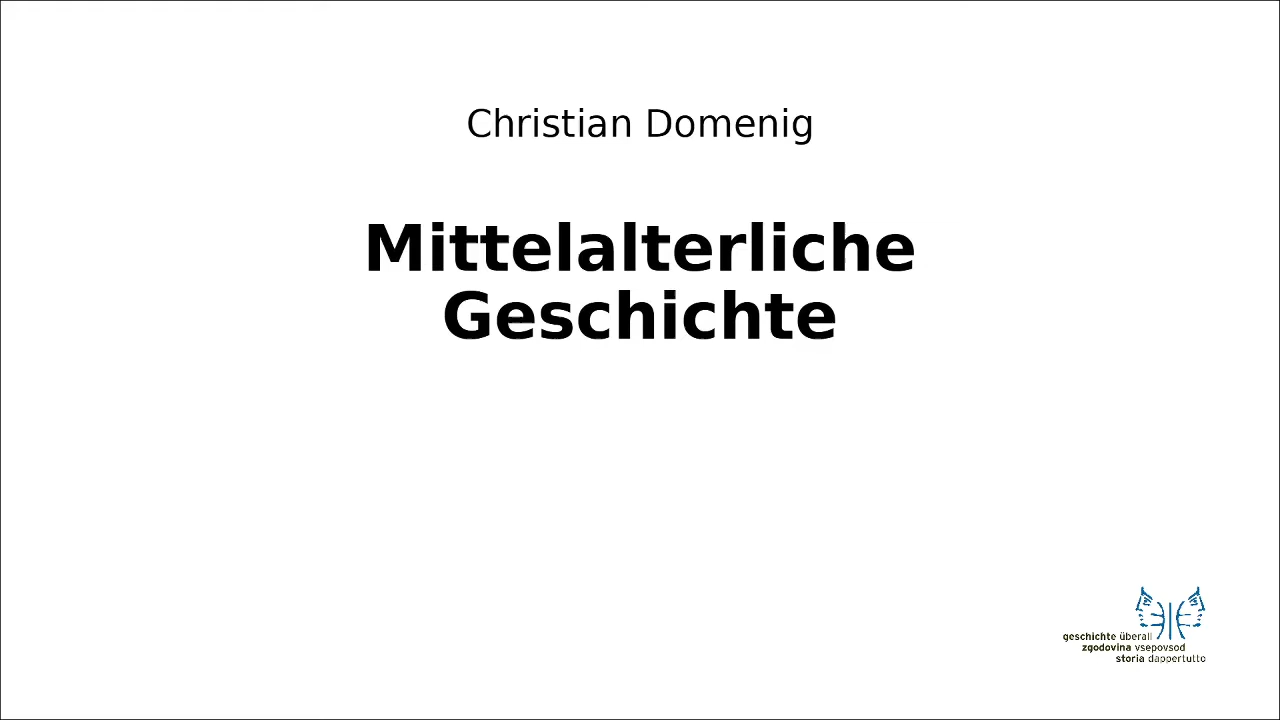 Christian Domenig
Mittelalterliche
Geschichte
geschichte überall
zgodovina vsepovsod
storia dappertutto